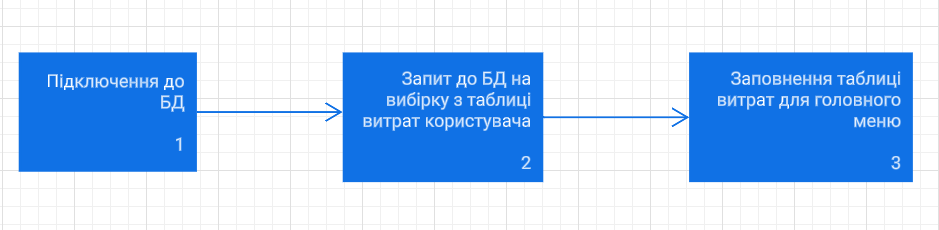 Підключення до
БД
1
Запит до БД на
вибірку з таблиці
витрат користувача
2
Заповнення таблиці
витрат для головного
меню
3